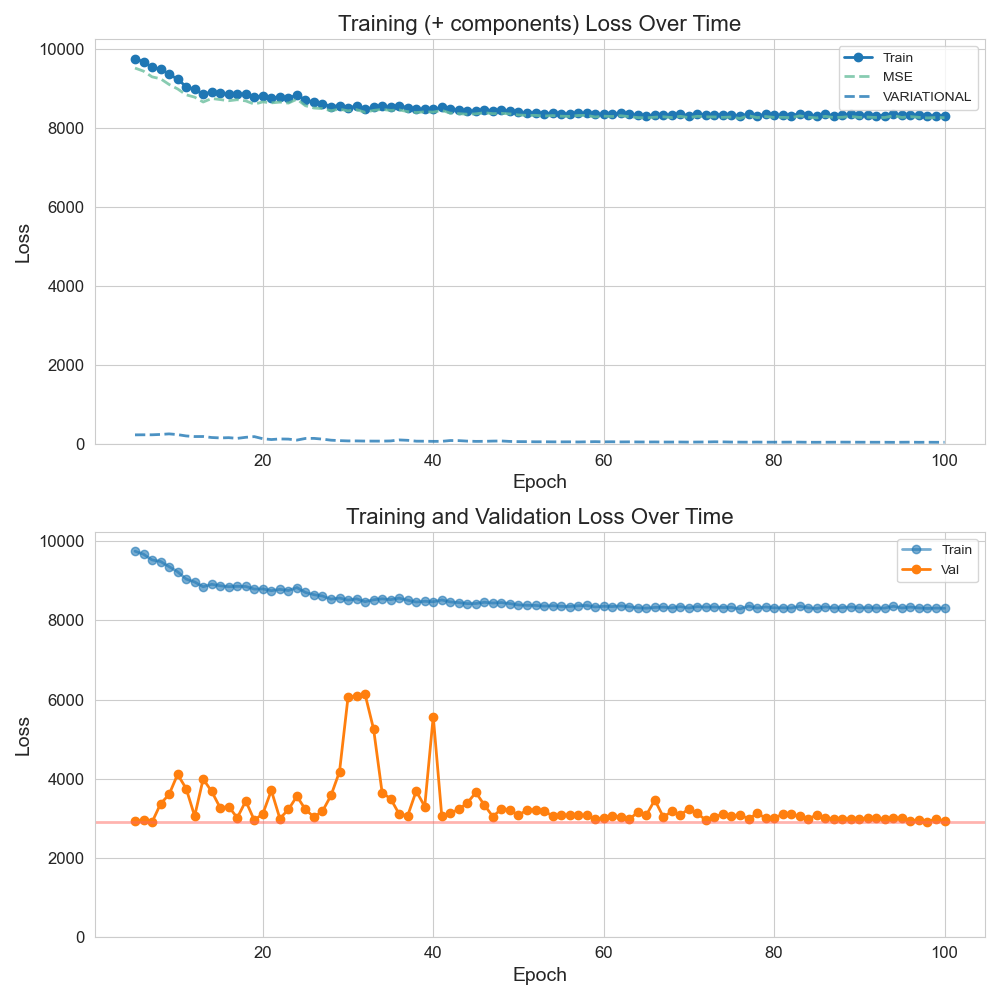 Training (+ components) Loss Over Time
10000
8000
6000
4000
2000
0
Loss
Train
MSE
VARIATIONAL
20 40 60 80 100
Epoch
Training and Validation Loss Over Time
10000
8000
6000
4000
2000
0
Loss
Train
Val
20 40 60 80 100
Epoch